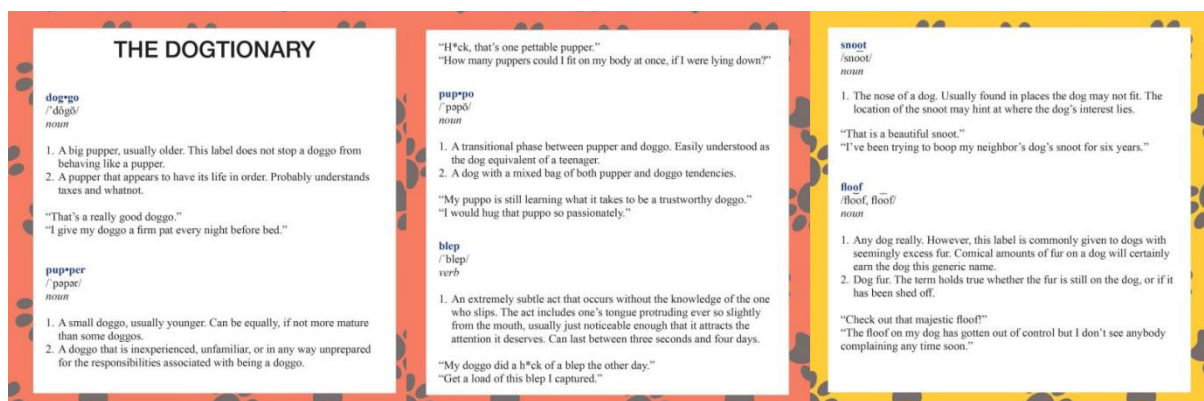 THE DOGTIONARY
dog•go
/ˈdôgō/
noun
1. A big pupper, usually older. This label does not stop a doggo from
behaving like a pupper.
2. A pupper that appears to have its life in order. Probably understands
taxes and whatnot.
“That’s a really good doggo.”
“I give my doggo a firm pat every night before bed.”
pup•per
/ˈpəpər/
noun
1. A small doggo, usually younger. Can be equally, if not more mature
than some doggos.
2. A doggo that is inexperienced, unfamiliar, or in any way unprepared
for the responsibilities associated with being a doggo.
“H*ck, that’s one pettable pupper.”
“How many puppers could I fit on my body at once, if I were lying down?”
pup•po
/ˈpəpō/
noun
1. A transitional phase between pupper and doggo. Easily understood as
the dog equivalent of a teenager.
2. A dog with a mixed bag of both pupper and doggo tendencies.
“My puppo is still learning what it takes to be a trustworthy doggo.”
“I would hug that puppo so passionately.”
blep
/ˈblep/
verb
1. An extremely subtle act that occurs without the knowledge of the one
who slips. The act includes one’s tongue protruding ever so slightly
from the mouth, usually just noticeable enough that it attracts the
attention it deserves. Can last between three seconds and four days.
“My doggo did a h*ck of a blep the other day.”
“Get a load of this blep I captured.”
snoot
/sno͞ot/
noun
1. The nose of a dog. Usually found in places the dog may not fit. The
location of the snoot may hint at where the dog’s interest lies.
“That is a beautiful snoot.”
“I’ve been trying to boop my neighbor’s dog’s snoot for six years.”
floof
/flo͞of, flo͞of/
noun
1. Any dog really. However, this label is commonly given to dogs with
seemingly excess fur. Comical amounts of fur on a dog will certainly
earn the dog this generic name.
2. Dog fur. The term holds true whether the fur is still on the dog, or if it
has been shed off.
“Check out that majestic floof!”
“The floof on my dog has gotten out of control but I don’t see anybody
complaining any time soon.”